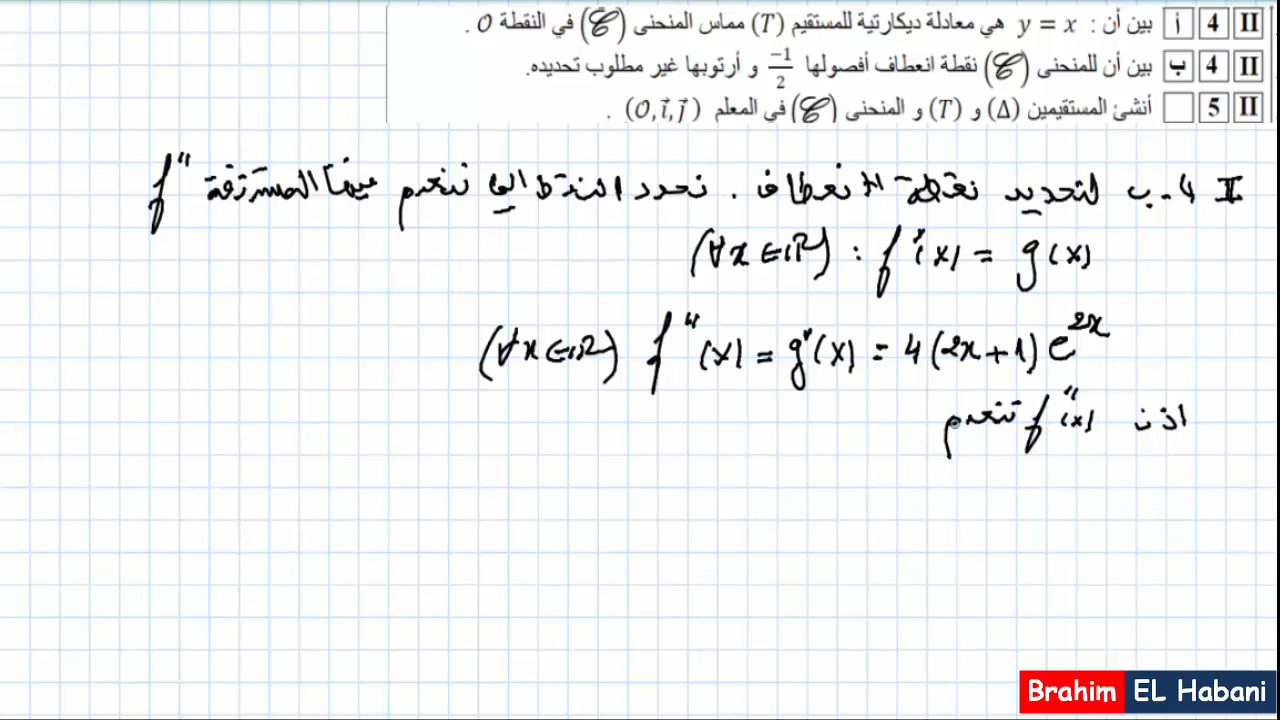 II 4 أ بين أن : y = x هي معادلة ديكارتية للمستقيم (T) مماس المنحنى (𝒞) في النقطة O .
II 4 ب بين أن للمنحنى (𝒞) نقطة انعطاف أفصولها -1/2 و أرتوبها غير مطلوب تحديده.
II 5 أنشئ المستقيمين (Δ) و (T) و المنحنى (𝒞) في المعلم (O, i⃗, j⃗) .
II 4 - ب لتحديد نقطة الانعطاف . نحدد النقط التي تنعدم فيها المشتقة f''
(∀x ∈ ℝ) : f'(x) = g(x)
(∀x ∈ ℝ) f''(x) = g'(x) = 4(2x+1)e^{2x}
اذن f''(x) تنعدم
Brahim EL Habani